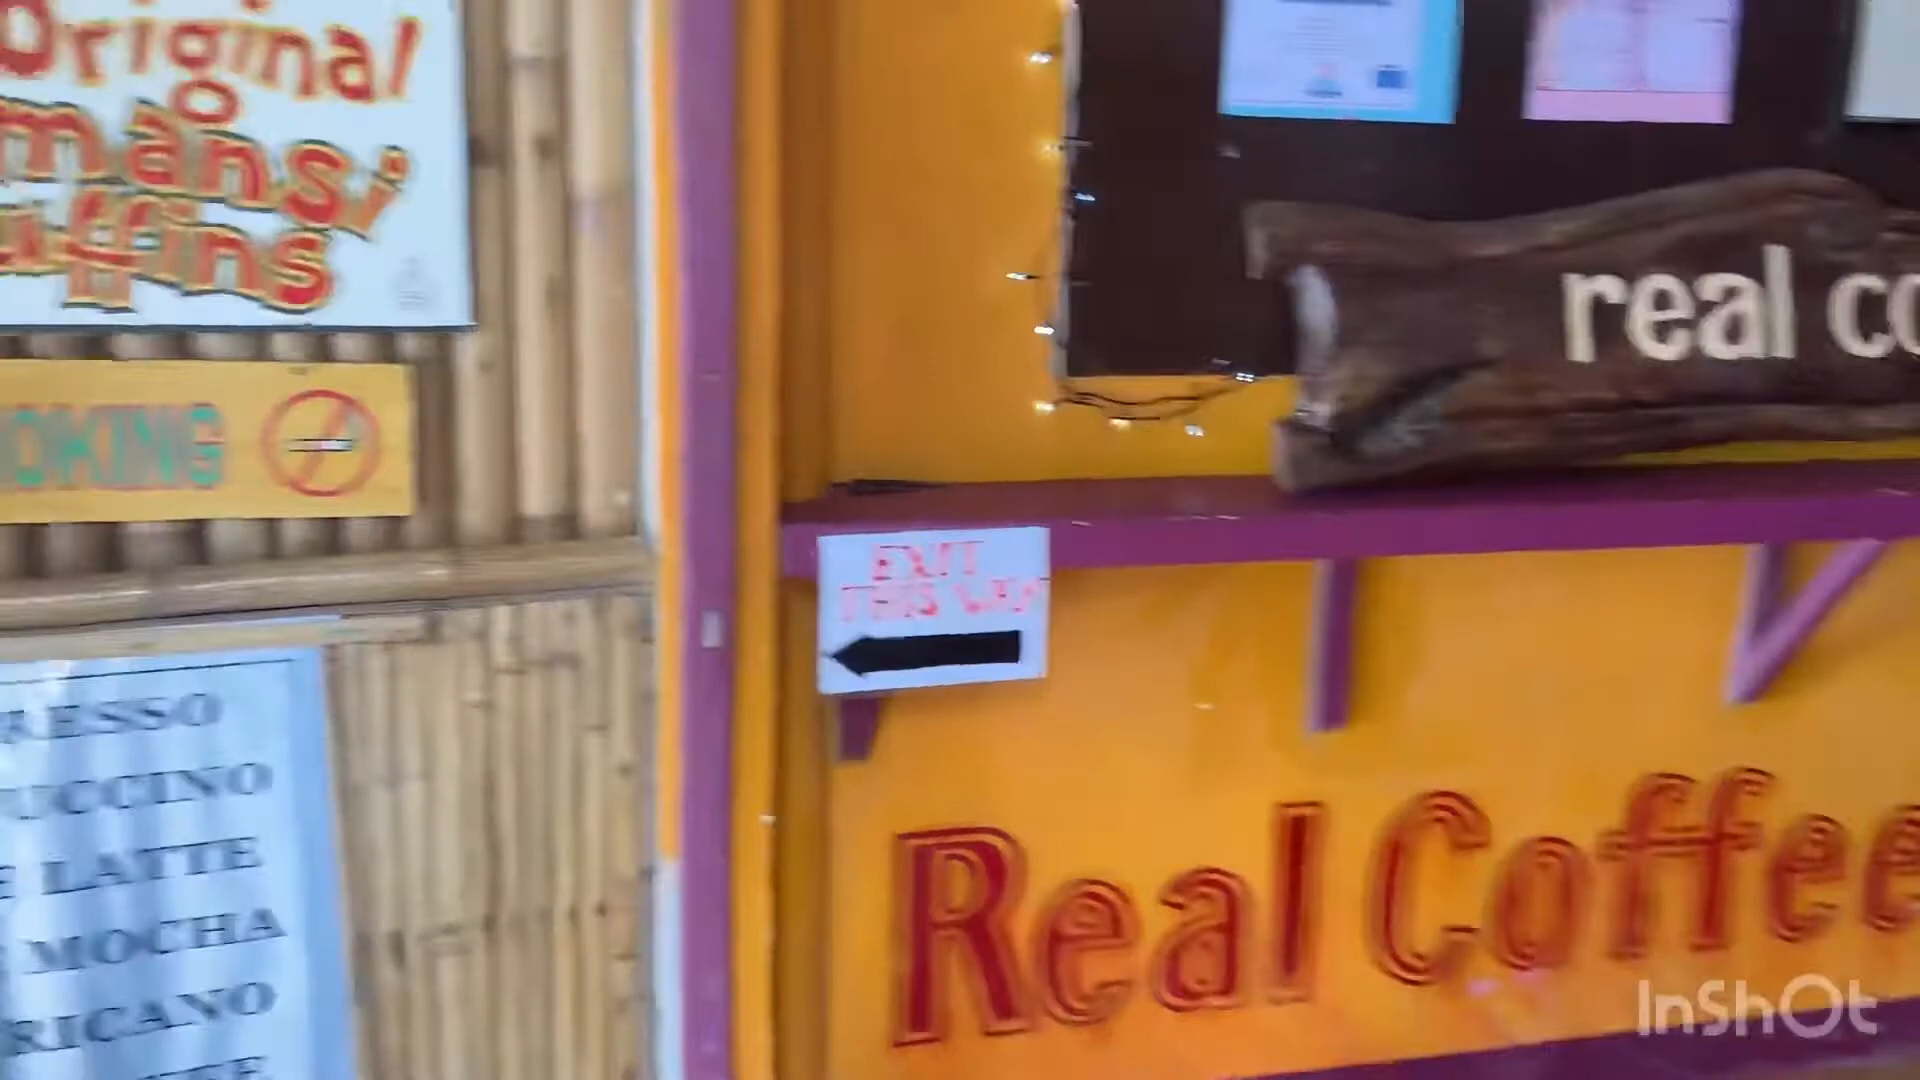 Original
mansi
uffins
OKING
RESSO
UCCINO
LATTE
MOCHA
RICANO
real co
EXIT
THIS WAY
Real Coffee
InShOt